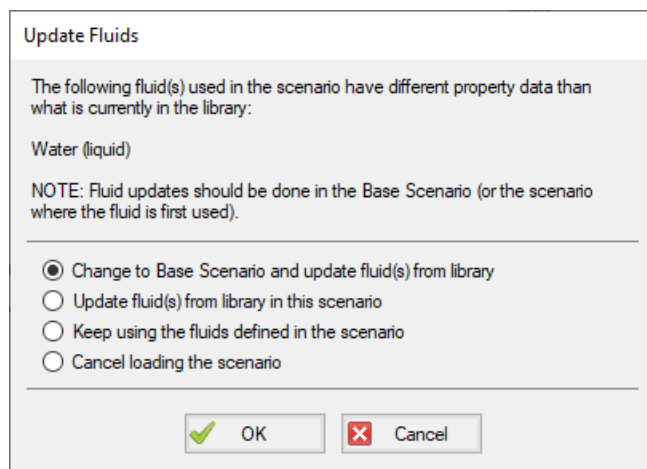 Update Fluids
The following fluid(s) used in the scenario have different property data than
what is currently in the library:
Water (liquid)
NOTE: Fluid updates should be done in the Base Scenario (or the scenario
where the fluid is first used).
Change to Base Scenario and update fluid(s) from library
Update fluid(s) from library in this scenario
Keep using the fluids defined in the scenario
Cancel loading the scenario
OK
Cancel